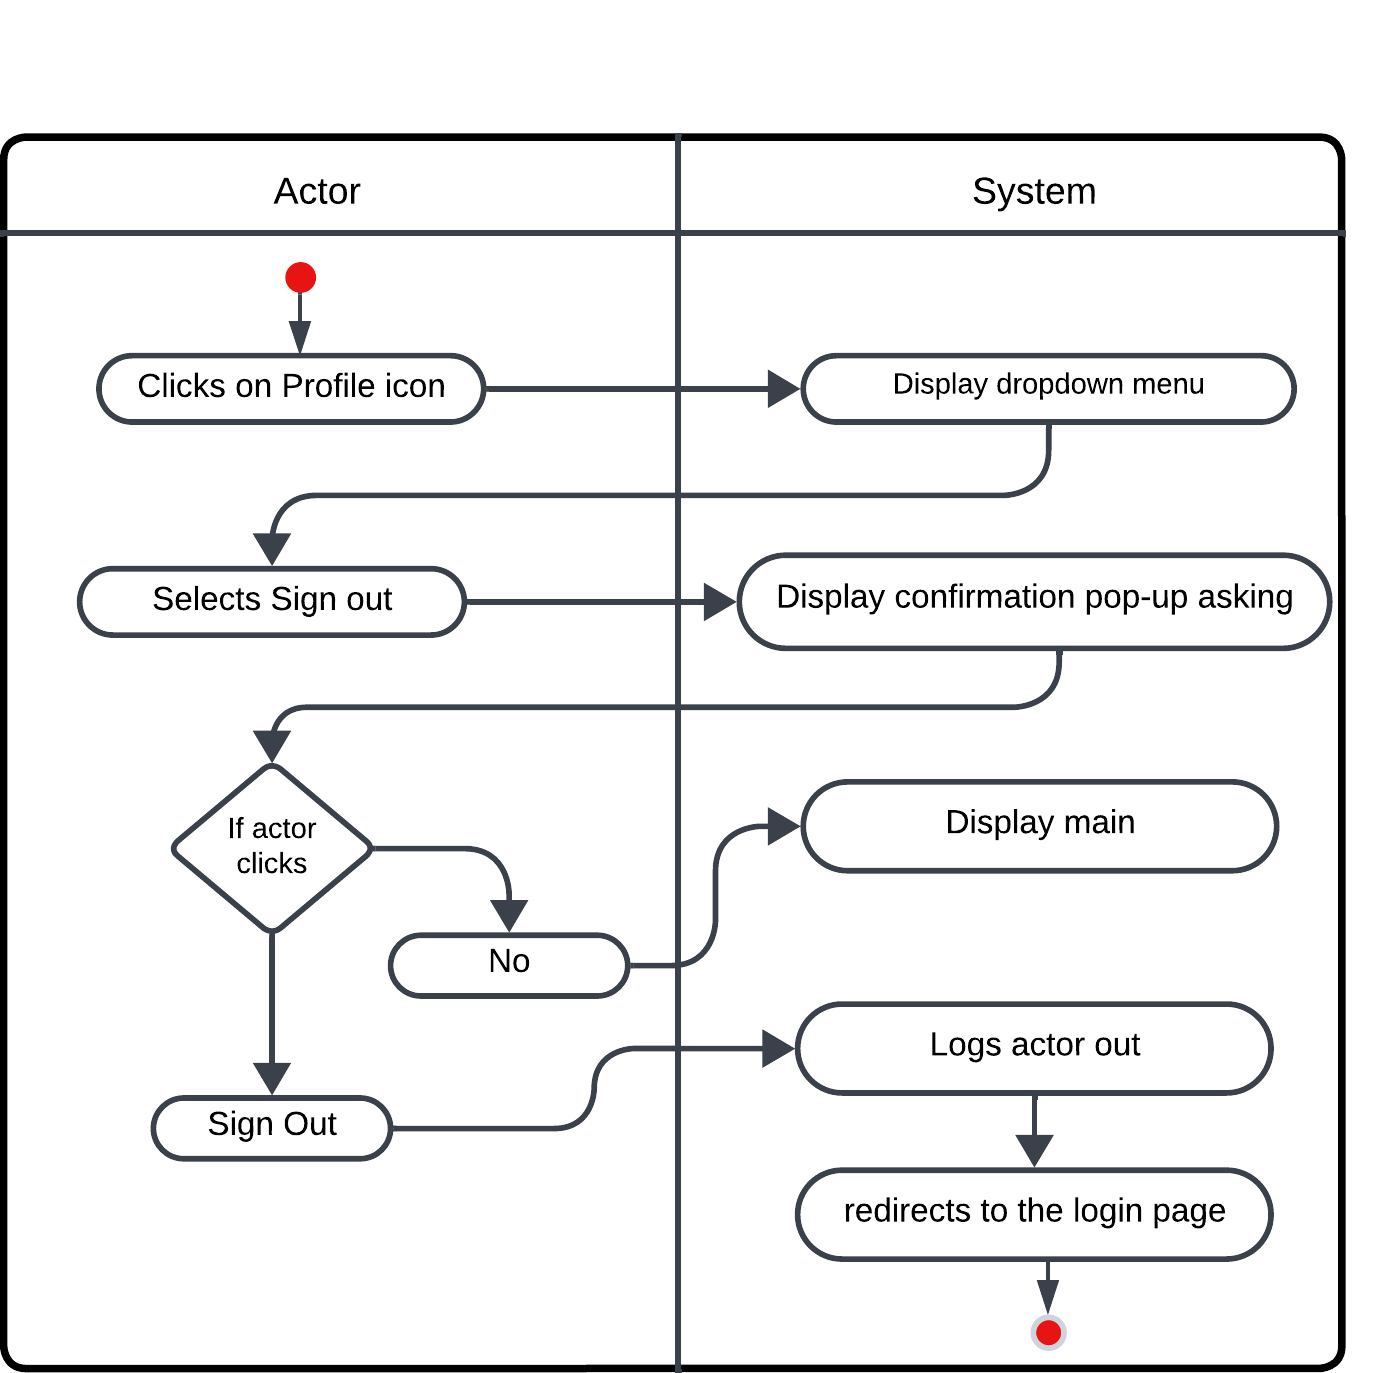 Actor
System
Clicks on Profile icon
Display dropdown menu
Selects Sign out
Display confirmation pop-up asking
If actor
clicks
Display main
No
Logs actor out
Sign Out
redirects to the login page